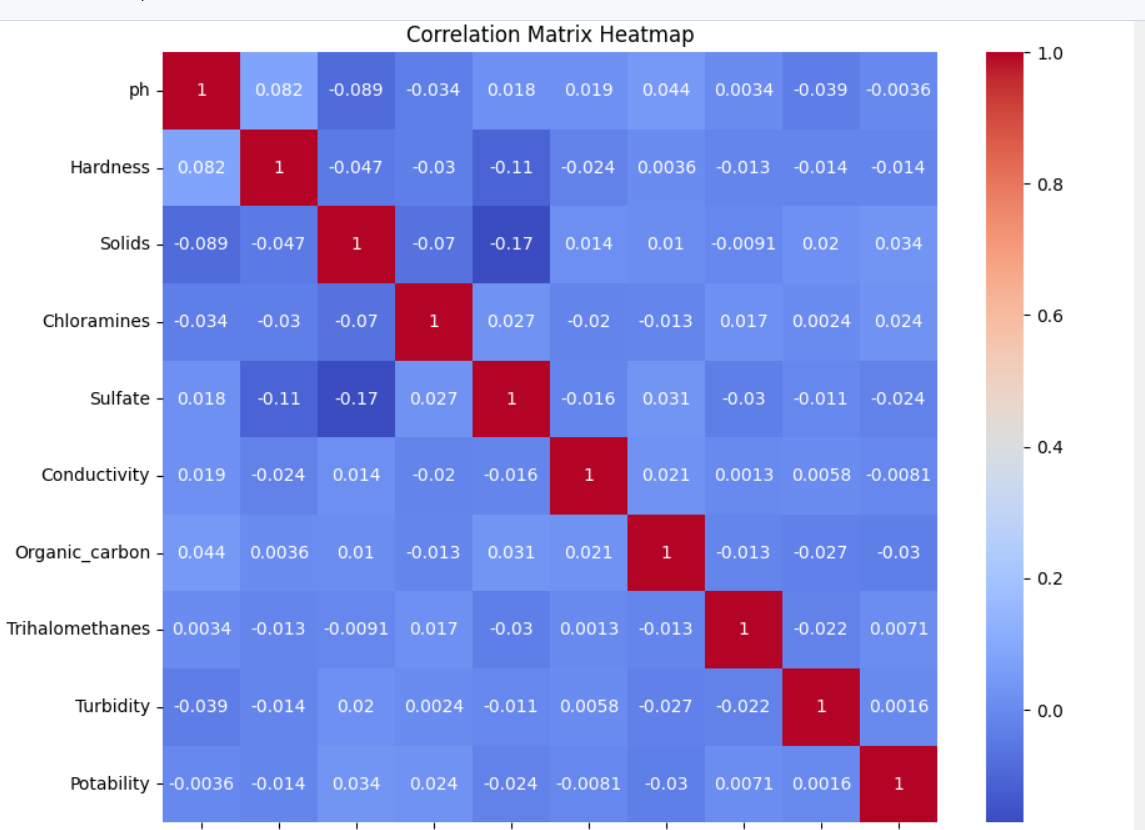 Correlation Matrix Heatmap
ph 1 0.082 -0.089 -0.034 0.018 0.019 0.044 0.0034 -0.039 -0.0036
Hardness 0.082 1 -0.047 -0.03 -0.11 -0.024 0.0036 -0.013 -0.014 -0.014
Solids -0.089 -0.047 1 -0.07 -0.17 0.014 0.01 -0.0091 0.02 0.034
Chloramines -0.034 -0.03 -0.07 1 0.027 -0.02 -0.013 0.017 0.0024 0.024
Sulfate 0.018 -0.11 -0.17 0.027 1 -0.016 0.031 -0.03 -0.011 -0.024
Conductivity 0.019 -0.024 0.014 -0.02 -0.016 1 0.021 0.0013 0.0058 -0.0081
Organic_carbon 0.044 0.0036 0.01 -0.013 0.031 0.021 1 -0.013 -0.027 -0.03
Trihalomethanes 0.0034 -0.013 -0.0091 0.017 -0.03 0.0013 -0.013 1 -0.022 0.0071
Turbidity -0.039 -0.014 0.02 0.0024 -0.011 0.0058 -0.027 -0.022 1 0.0016
Potability -0.0036 -0.014 0.034 0.024 -0.024 -0.0081 -0.03 0.0071 0.0016 1
1.0
0.8
0.6
0.4
0.2
0.0